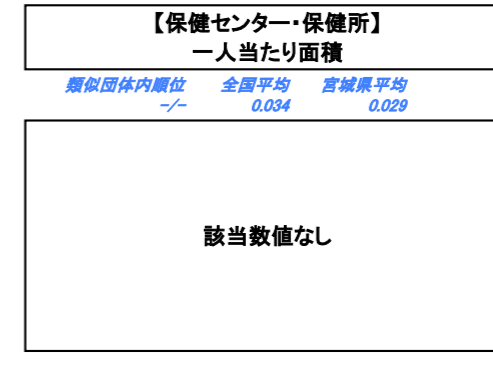 【保健センター・保健所】
一人当たり面積
類似団体内順位 全国平均 宮城県平均
-/- 0.034 0.029
該当数値なし